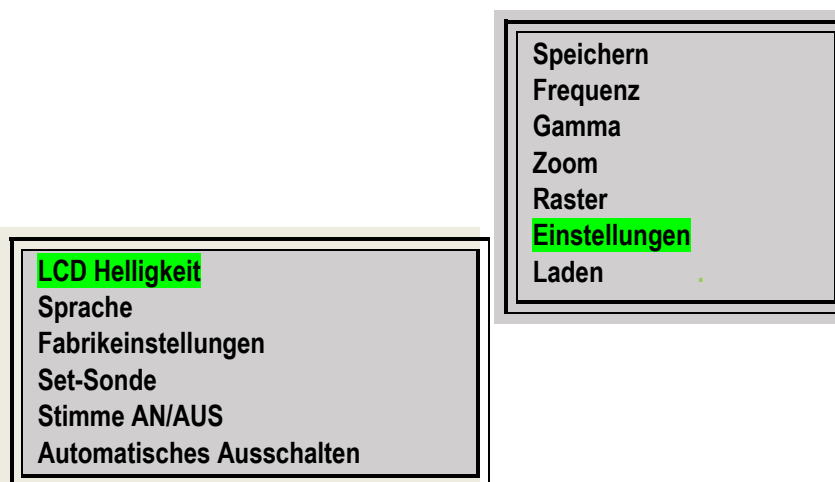 Speichern
Frequenz
Gamma
Zoom
Raster
Einstellungen
Laden .
LCD Helligkeit
Sprache
Fabrikeinstellungen
Set-Sonde
Stimme AN/AUS
Automatisches Ausschalten